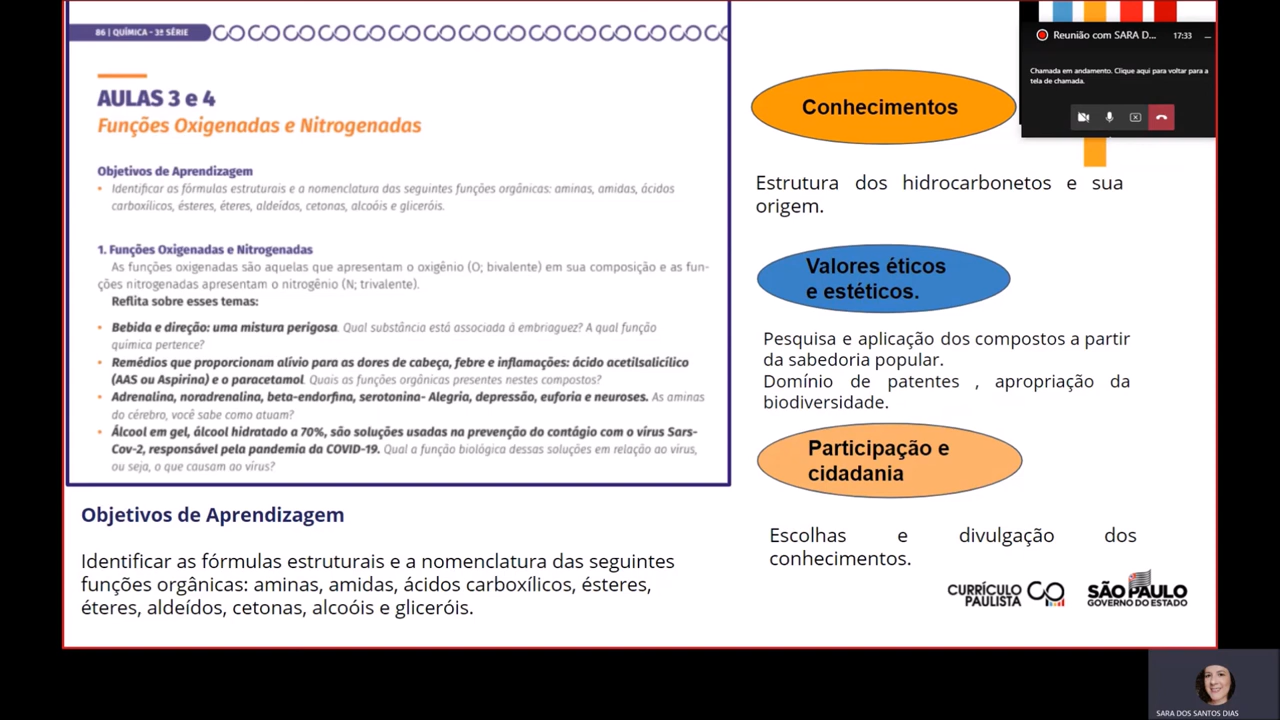 86 | QUÍMICA - 3ª SÉRIE
AULAS 3 e 4
Funções Oxigenadas e Nitrogenadas
Objetivos de Aprendizagem
• Identificar as fórmulas estruturais e a nomenclatura das seguintes funções orgânicas: aminas, amidas, ácidos
carboxílicos, ésteres, éteres, aldeídos, cetonas, alcoóis e gliceróis.
1. Funções Oxigenadas e Nitrogenadas
As funções oxigenadas são aquelas que apresentam o oxigênio (O; bivalente) em sua composição e as fun-
ções nitrogenadas apresentam o nitrogênio (N; trivalente).
Reflita sobre esses temas:
• Bebida e direção: uma mistura perigosa. Qual substância está associada á embriaguez? A qual função
química pertence?
• Remédios que proporcionam alívio para as dores de cabeça, febre e inflamações: ácido acetilsalicílico
(AAS ou Aspirina) e o paracetamol. Quais as funções orgânicas presentes nestes compostos?
• Adrenalina, noradrenalina, beta-endorfina, serotonina- Alegria, depressão, euforia e neuroses. As aminas
do cérebro, você sabe como atuam?
• Álcool em gel, álcool hidratado a 70%, são soluções usadas na prevenção do contágio com o vírus Sars-
Cov-2, responsável pela pandemia da COVID-19. Qual a função biológica dessas soluções em relação ao vírus,
ou seja, o que causam ao vírus?
Objetivos de Aprendizagem
Identificar as fórmulas estruturais e a nomenclatura das seguintes
funções orgânicas: aminas, amidas, ácidos carboxílicos, ésteres,
éteres, aldeídos, cetonas, alcoóis e gliceróis.
Conhecimentos
Estrutura dos hidrocarbonetos e sua
origem.
Valores éticos
e estéticos.
Pesquisa e aplicação dos compostos a partir
da sabedoria popular.
Domínio de patentes , apropriação da
biodiversidade.
Participação e
cidadania
Escolhas e divulgação dos
conhecimentos.
CURRÍCULO
PAULISTA
SÃO PAULO
GOVERNO DO ESTADO
Reunião com SARA D... 17:33
Chamada em andamento. Clique aqui para voltar para a
tela de chamada.
SARA DOS SANTOS DIAS